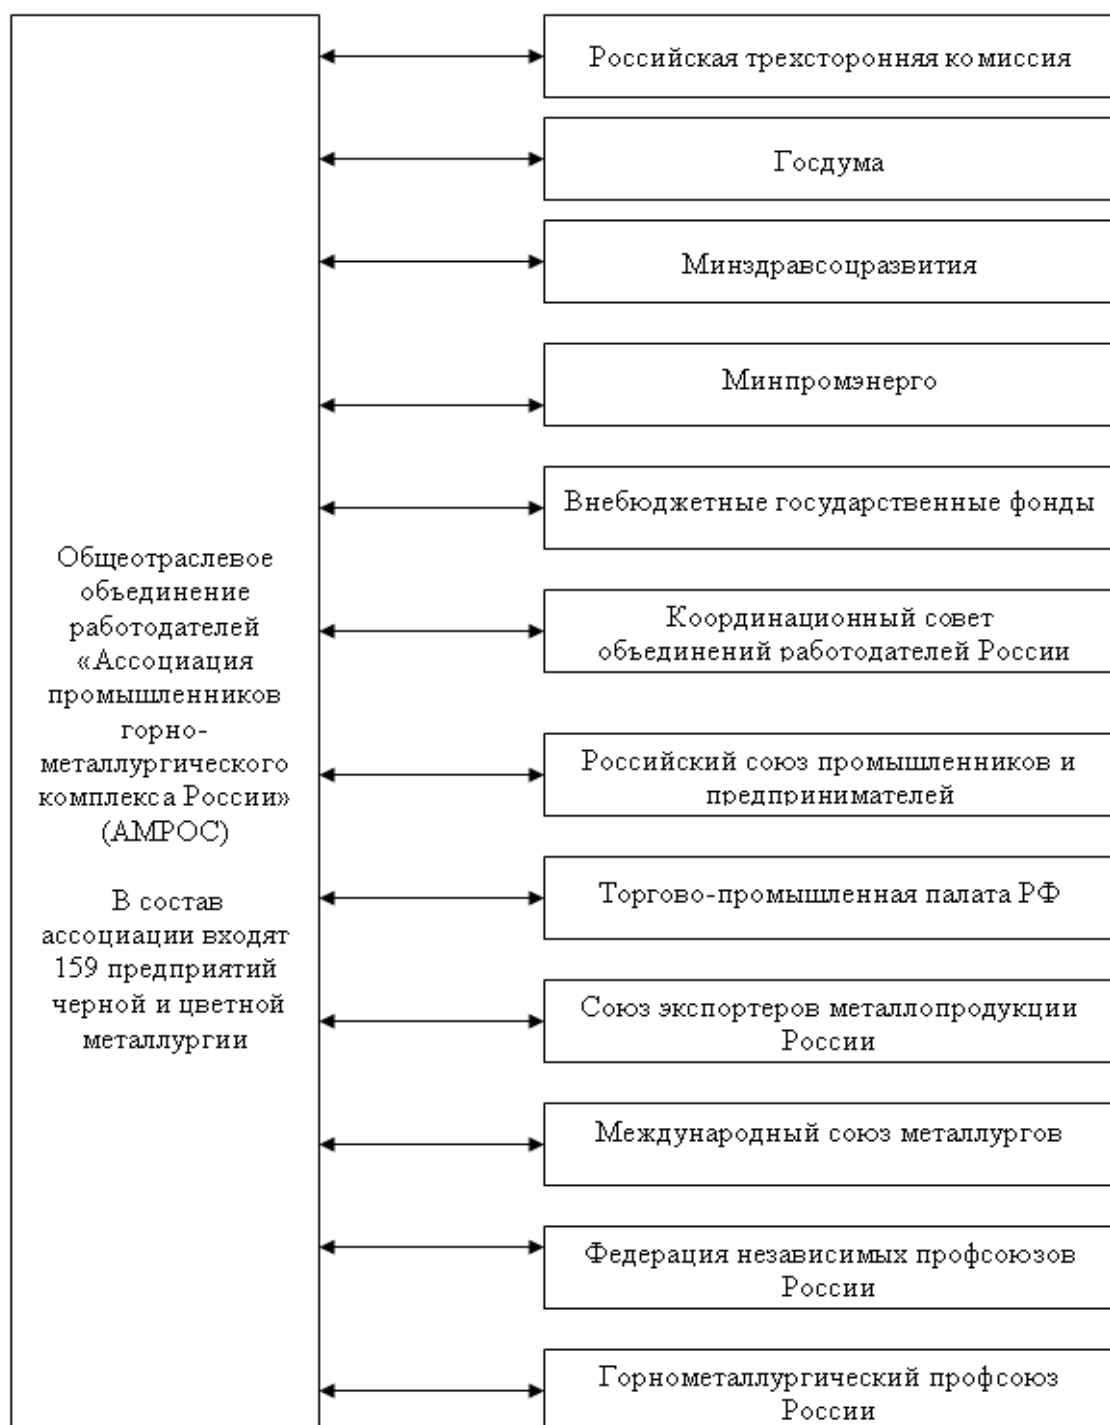 Общеотраслевое
объединение
работодателей
«Ассоциация
промышленников
горно-
металлургического
комплекса России»
(АМРОС)
В состав
ассоциации входят
159 предприятий
черной и цветной
металлургии
Российская трехсторонняя комиссия
Госдума
Минздравсоцразвития
Минпромэнерго
Внебюджетные государственные фонды
Координационный совет
объединений работодателей России
Российский союз промышленников и
предпринимателей
Торгово-промышленная палата РФ
Союз экспортеров металлопродукции
России
Международный союз металлургов
Федерация независимых профсоюзов
России
Горнометаллургический профсоюз
России